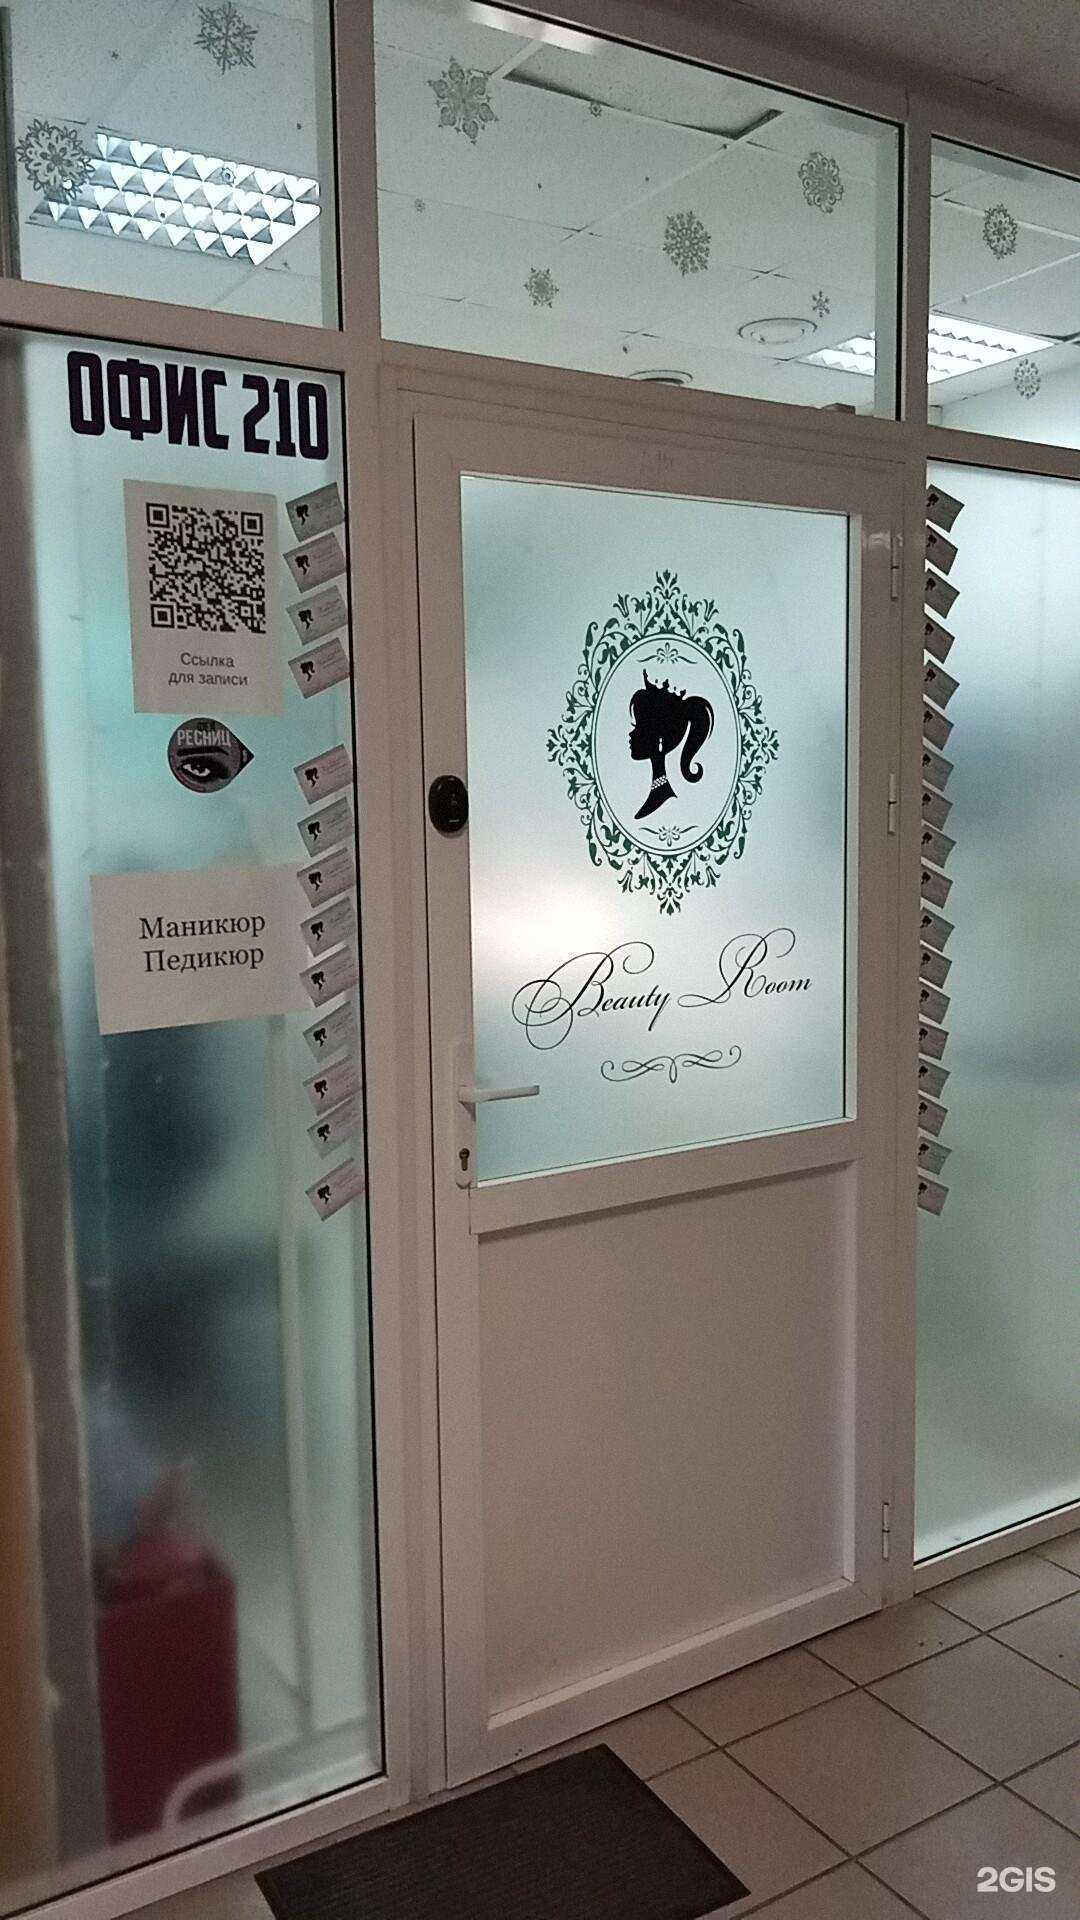 ОФИС 210
Ссылка
для записи
РЕСНИЦ
Маникюр
Педикюр
Beauty Room
2GIS